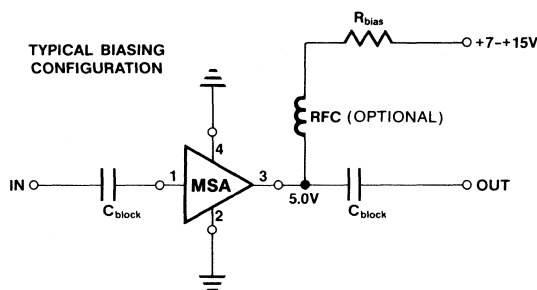 TYPICAL BIASING
CONFIGURATION
Rbias
+7–+15V
RFC (OPTIONAL)
4
IN
1
MSA
3
5.0V
OUT
Cblock
2
Cblock